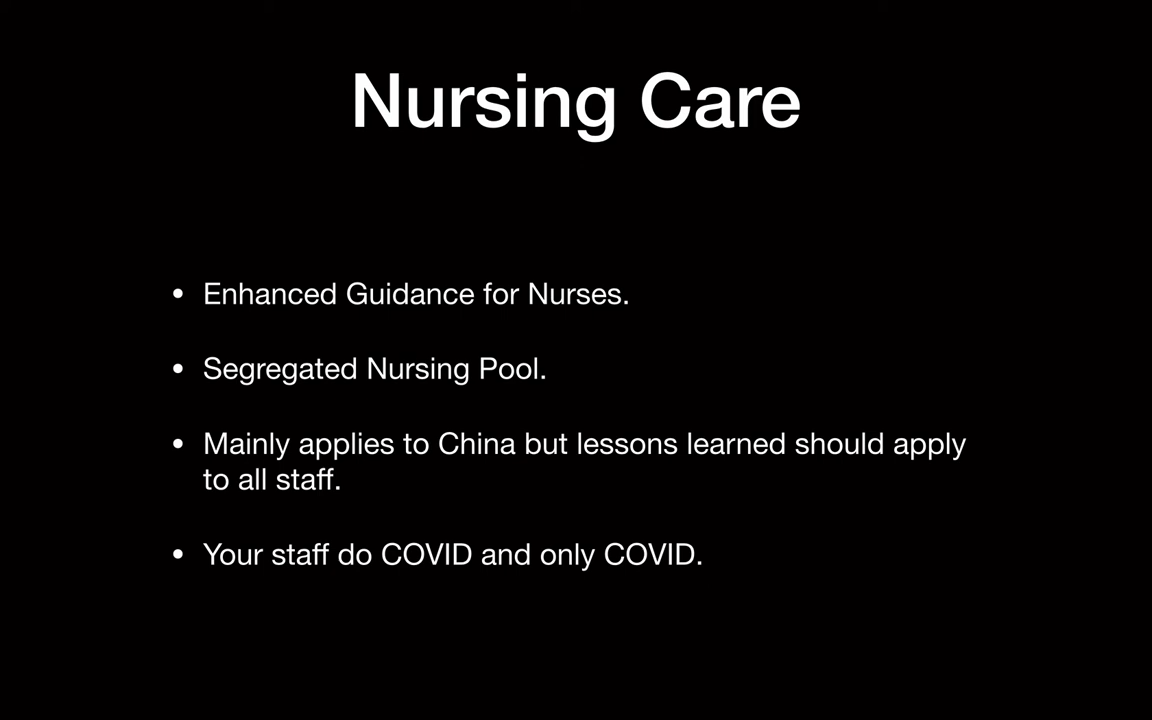 Nursing Care
• Enhanced Guidance for Nurses.
• Segregated Nursing Pool.
• Mainly applies to China but lessons learned should apply
to all staff.
• Your staff do COVID and only COVID.